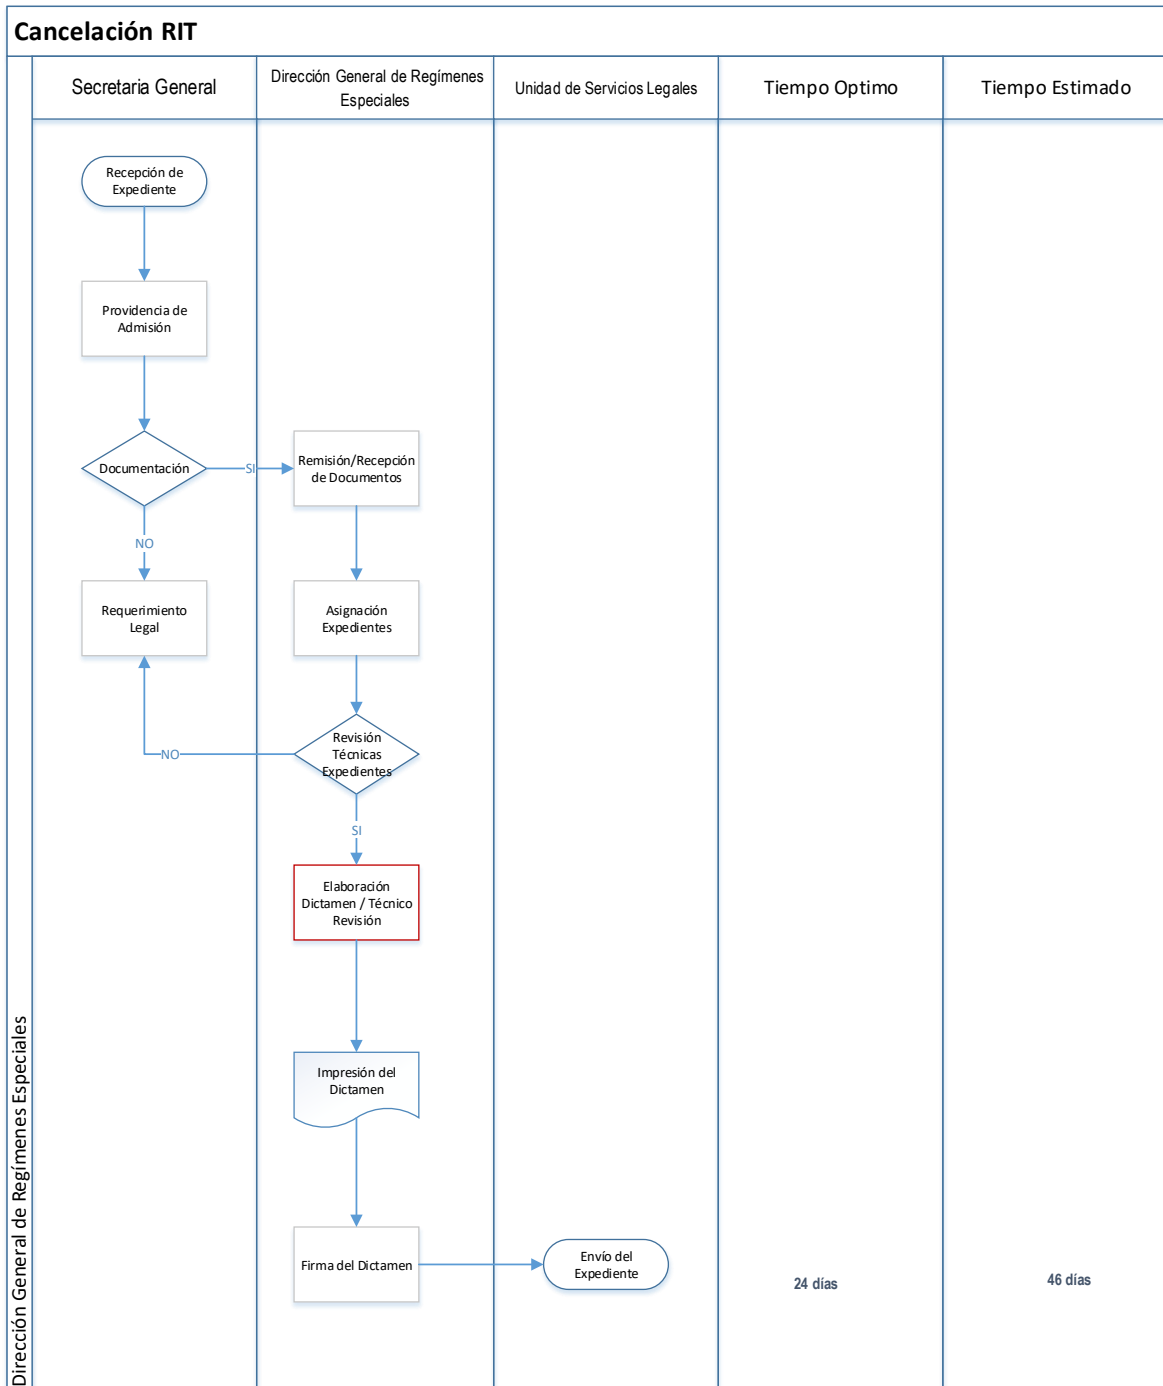 Cancelación RIT
Secretaria General
Dirección General de Regímenes
Especiales
Unidad de Servicios Legales
Tiempo Optimo
Tiempo Estimado
Recepción de
Expediente
Providencia de
Admisión
Documentación
SI
Remisión/Recepción
de Documentos
NO
Requerimiento
Legal
Asignación
Expedientes
Revisión
Técnicas
Expedientes
NO
SI
Elaboración
Dictamen / Técnico
Revisión
Impresión del
Dictamen
Firma del Dictamen
Envío del
Expediente
24 días
46 días
Dirección General de Regímenes Especiales